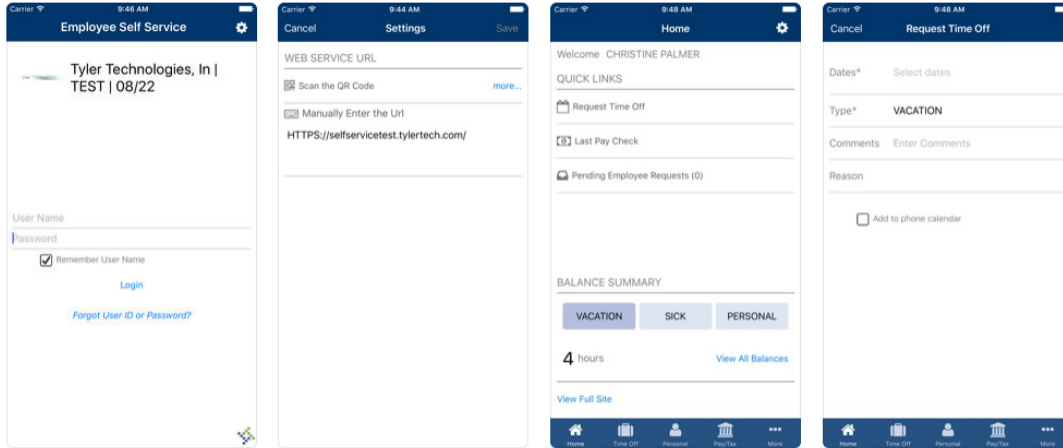 Carrier 9:46 AM
Employee Self Service
Tyler Technologies, In |
TEST | 08/22
User Name
Password
Remember User Name
Login
Forgot User ID or Password?
Carrier 9:44 AM
Cancel Settings Save
WEB SERVICE URL
Scan the QR Code more...
Manually Enter the Url
HTTPS://selfservicetest.tylertech.com/
Carrier 9:48 AM
Home
Welcome CHRISTINE PALMER
QUICK LINKS
Request Time Off
Last Pay Check
Pending Employee Requests (0)
BALANCE SUMMARY
VACATION SICK PERSONAL
4 hours View All Balances
View Full Site
Home Time Off Personal Pay/Tax More
Carrier 9:48 AM
Cancel Request Time Off
Dates* Select dates
Type* VACATION
Comments Enter Comments
Reason
Add to phone calendar
Home Time Off Personal Pay/Tax More